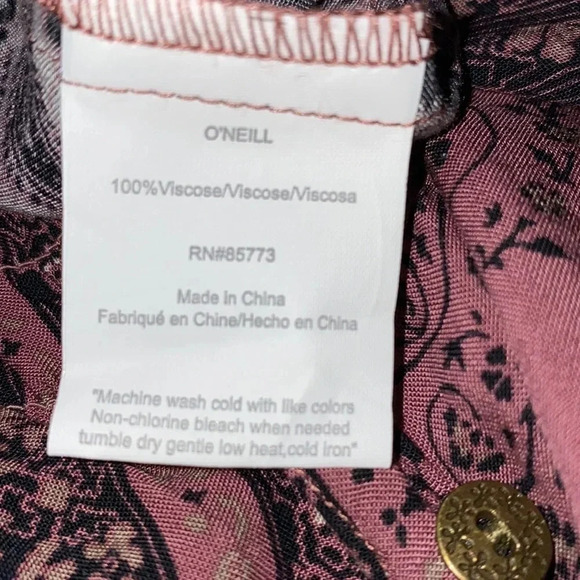 O'NEILL
100%Viscose/Viscose/Viscosa
RN#85773
Made in China
Fabriqué en Chine/Hecho en China
"Machine wash cold with like colors
Non-chlorine bleach when needed
tumble dry gentle low heat,cold iron"